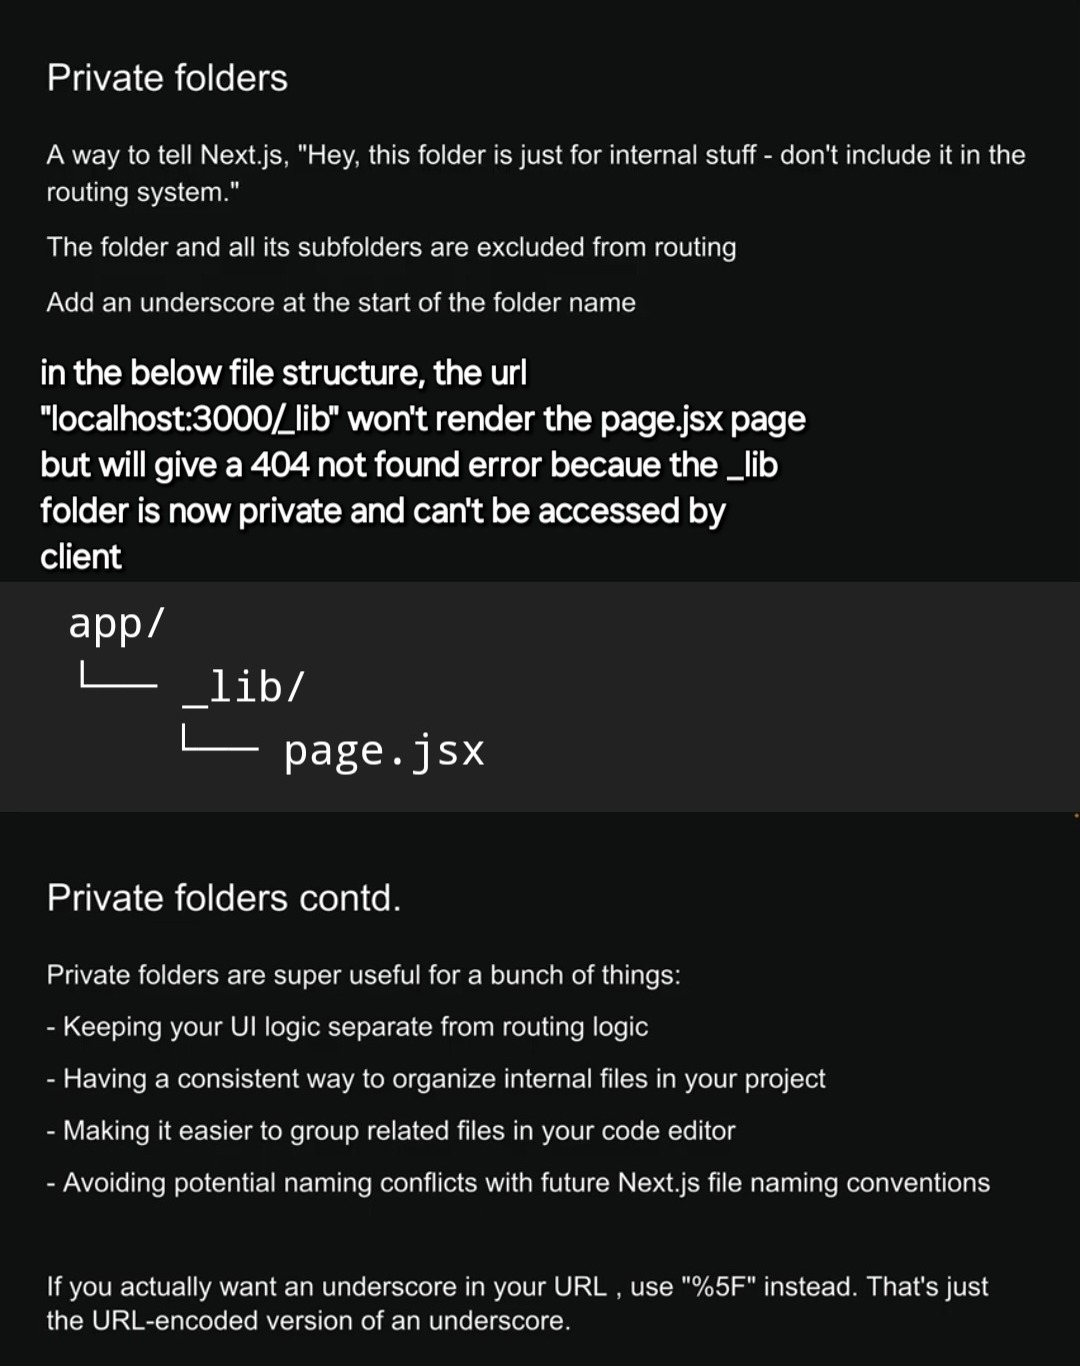 Private folders
A way to tell Next.js, "Hey, this folder is just for internal stuff - don't include it in the
routing system."
The folder and all its subfolders are excluded from routing
Add an underscore at the start of the folder name
in the below file structure, the url
"localhost:3000/_lib" won't render the page.jsx page
but will give a 404 not found error becaue the _lib
folder is now private and can't be accessed by
client
app/
└── _lib/
└── page.jsx
Private folders contd.
Private folders are super useful for a bunch of things:
- Keeping your UI logic separate from routing logic
- Having a consistent way to organize internal files in your project
- Making it easier to group related files in your code editor
- Avoiding potential naming conflicts with future Next.js file naming conventions
If you actually want an underscore in your URL , use "%5F" instead. That's just
the URL-encoded version of an underscore.